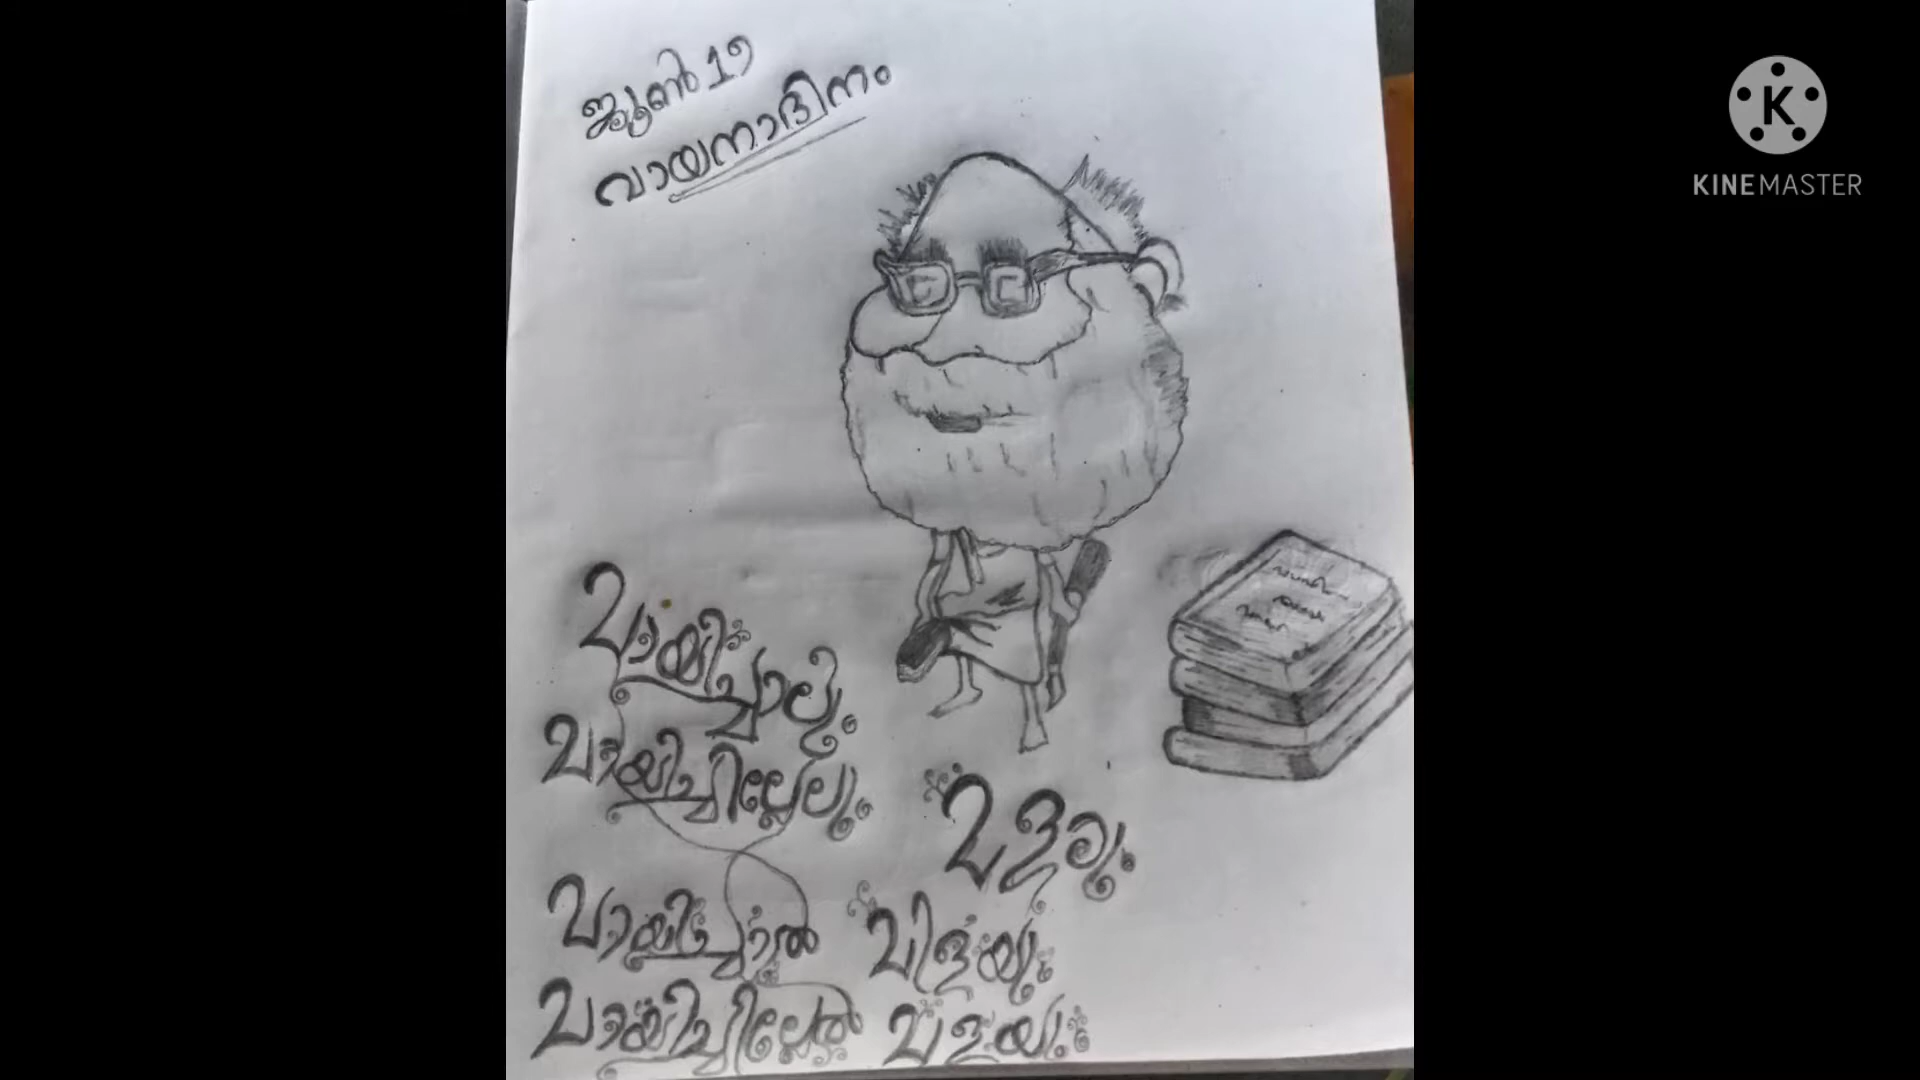 ജൂൺ 19
വായനാദിനം
വായിച്ചാലും
വായിച്ചില്ലേലും
വളരും
വായിച്ചാൽ വിളയും
വായിച്ചില്ലേൽ വളയും
KINEMASTER